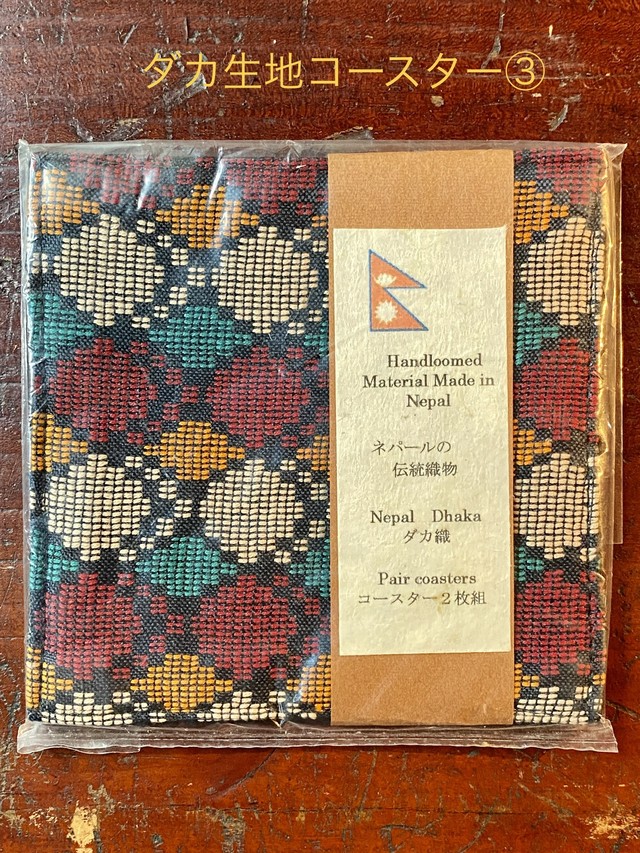 ダカ生地コースター③
Handloomed
Material Made in
Nepal
ネパールの
伝統織物
Nepal Dhaka
ダカ織
Pair coasters
コースター２枚組